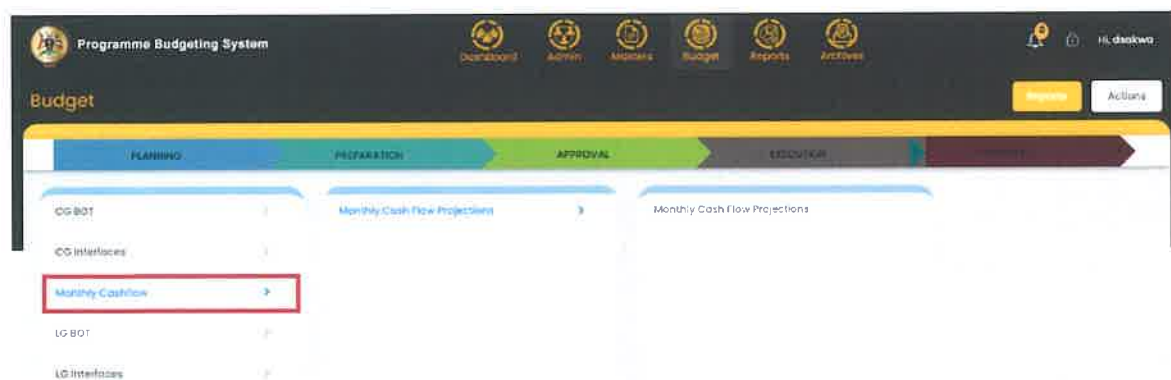 Programme Budgeting System
Dashboard
Admin
Masters
Budget
Reports
Archives
Hi, dsakwa
Budget
Reports
Actions
PLANNING
PREPARATION
APPROVAL
EXECUTION
CG BOT
Monthly Cash Flow Projections
Monthly Cash Flow Projections
CG Interfaces
Monthly Cashflow
LG BOT
LG Interfaces